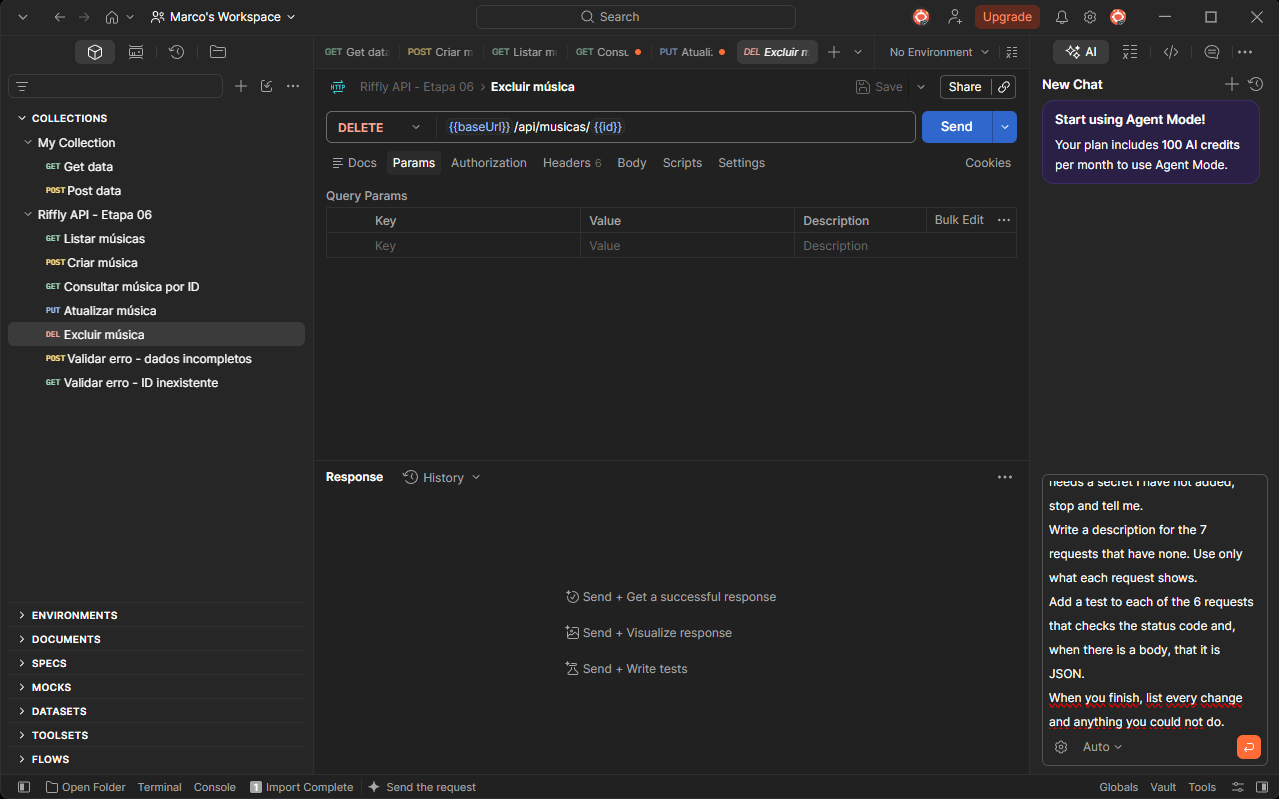 Marco's Workspace
Search
Upgrade
GET Get data
POST Criar m
GET Listar m
GET Consu
PUT Atuali
DEL Excluir m
No Environment
AI
COLLECTIONS
My Collection
GET Get data
POST Post data
Riffly API - Etapa 06
GET Listar músicas
POST Criar música
GET Consultar música por ID
PUT Atualizar música
DEL Excluir música
POST Validar erro - dados incompletos
GET Validar erro - ID inexistente
ENVIRONMENTS
DOCUMENTS
SPECS
MOCKS
DATASETS
TOOLSETS
FLOWS
HTTP Riffly API - Etapa 06 > Excluir música
Save
Share
DELETE
{{baseUrl}} /api/musicas/ {{id}}
Send
Docs Params Authorization Headers 6 Body Scripts Settings Cookies
Query Params
Key Value Description Bulk Edit
Key Value Description
Response
History
Send + Get a successful response
Send + Visualize response
Send + Write tests
New Chat
Start using Agent Mode!
Your plan includes 100 AI credits
per month to use Agent Mode.
needs a secret I have not added,
stop and tell me.
Write a description for the 7
requests that have none. Use only
what each request shows.
Add a test to each of the 6 requests
that checks the status code and,
when there is a body, that it is
JSON.
When you finish, list every change
and anything you could not do.
Auto
Open Folder Terminal Console 1 Import Complete Send the request Globals Vault Tools